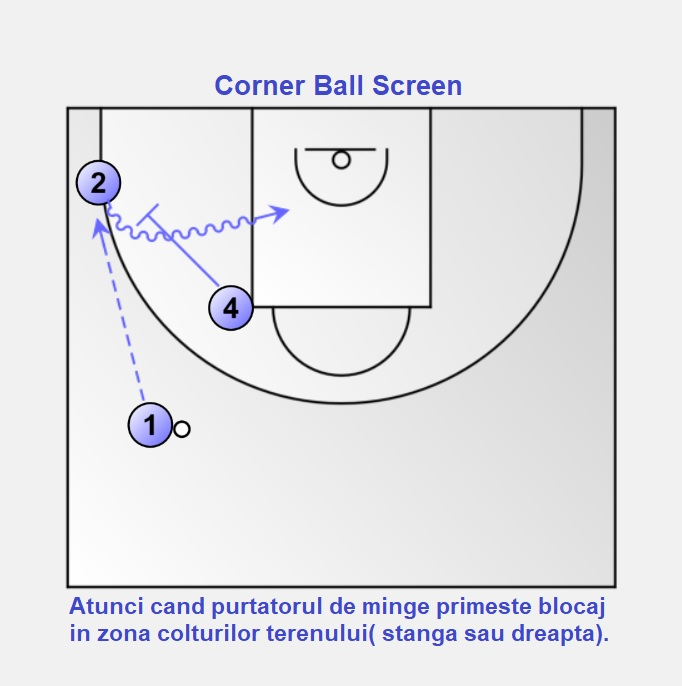 Corner Ball Screen
2
4
1
Atunci cand purtatorul de minge primeste blocaj
in zona colturilor terenului( stanga sau dreapta).